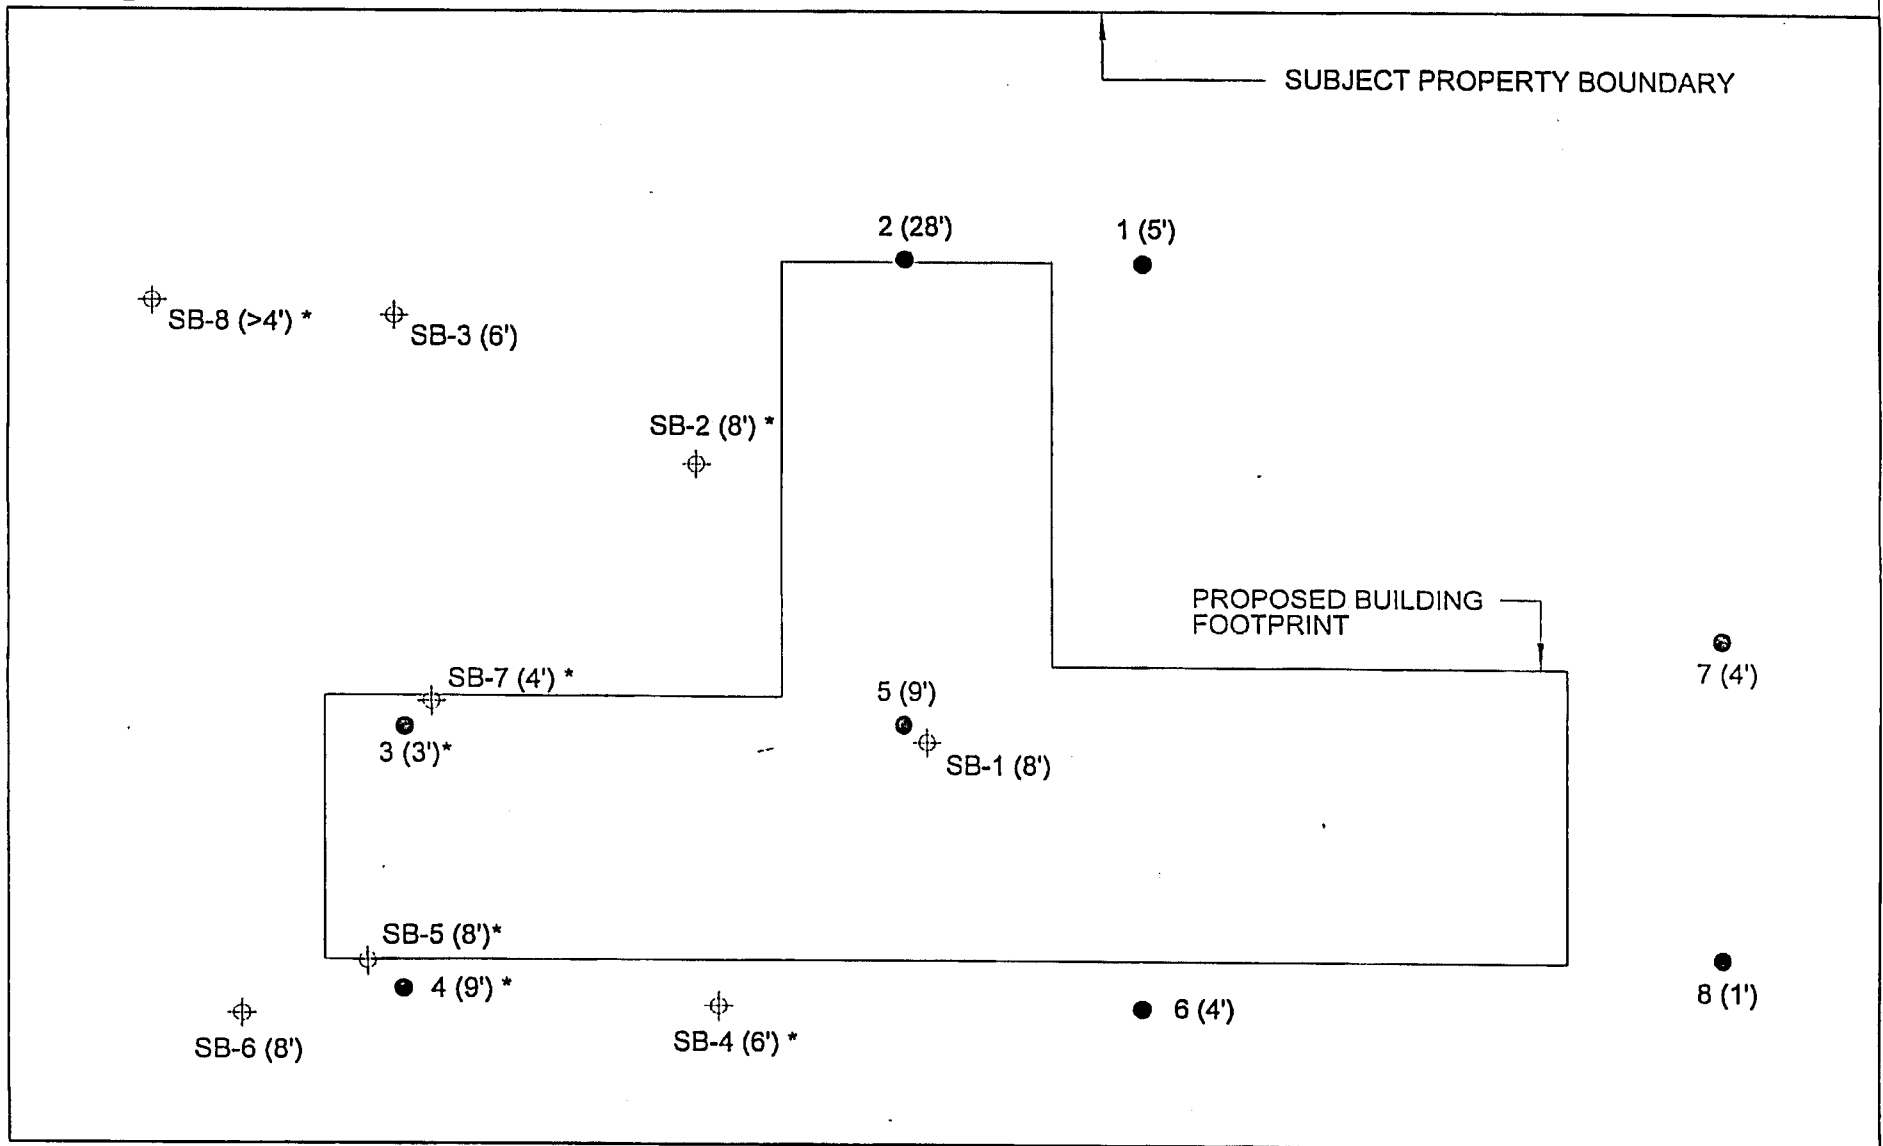 SUBJECT PROPERTY BOUNDARY
2 (28')
1 (5')
SB-8 (>4') *
SB-3 (6')
SB-2 (8') *
PROPOSED BUILDING
FOOTPRINT
7 (4')
SB-7 (4') *
5 (9')
3 (3')*
SB-1 (8')
SB-5 (8')*
4 (9') *
6 (4')
8 (1')
SB-6 (8')
SB-4 (6') *